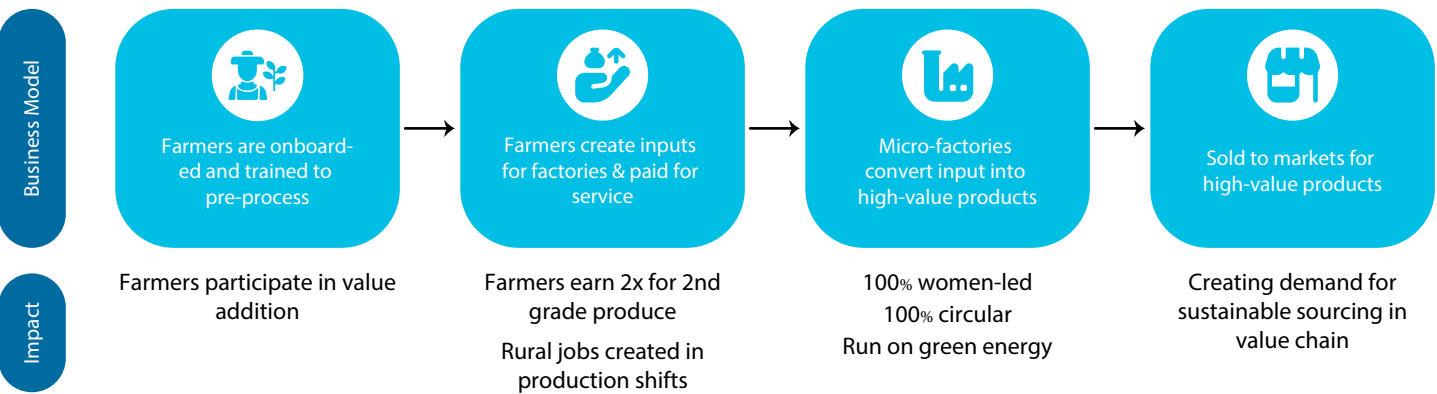 Business Model
Farmers are onboard-
ed and trained to
pre-process
Farmers create inputs
for factories & paid for
service
Micro-factories
convert input into
high-value products
Sold to markets for
high-value products
Impact
Farmers participate in value
addition
Farmers earn 2x for 2nd
grade produce
Rural jobs created in
production shifts
100% women-led
100% circular
Run on green energy
Creating demand for
sustainable sourcing in
value chain